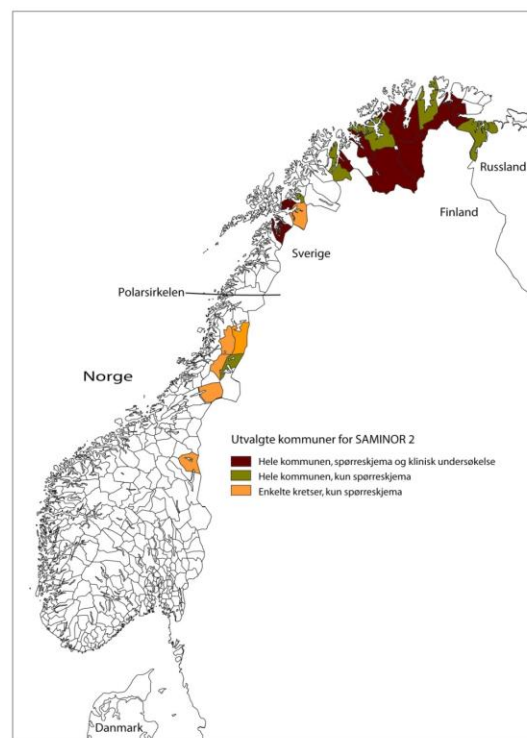 Russland
Finland
Sverige
Polarsirkelen
Norge
Utvalgte kommuner for SAMINOR 2
Hele kommunen, spørreskjema og klinisk undersøkelse
Hele kommunen, kun spørreskjema
Enkelte kretser, kun spørreskjema
Danmark